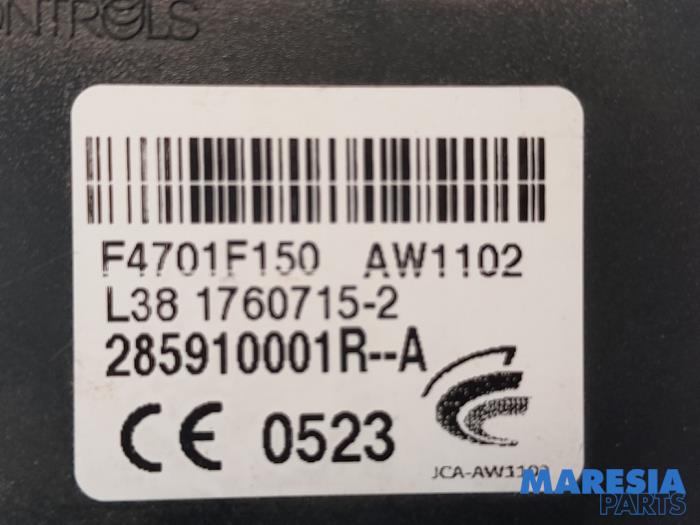 F4701F150 AW1102
L38 1760715-2
285910001R--A
CE 0523
MARESIA
PARTS